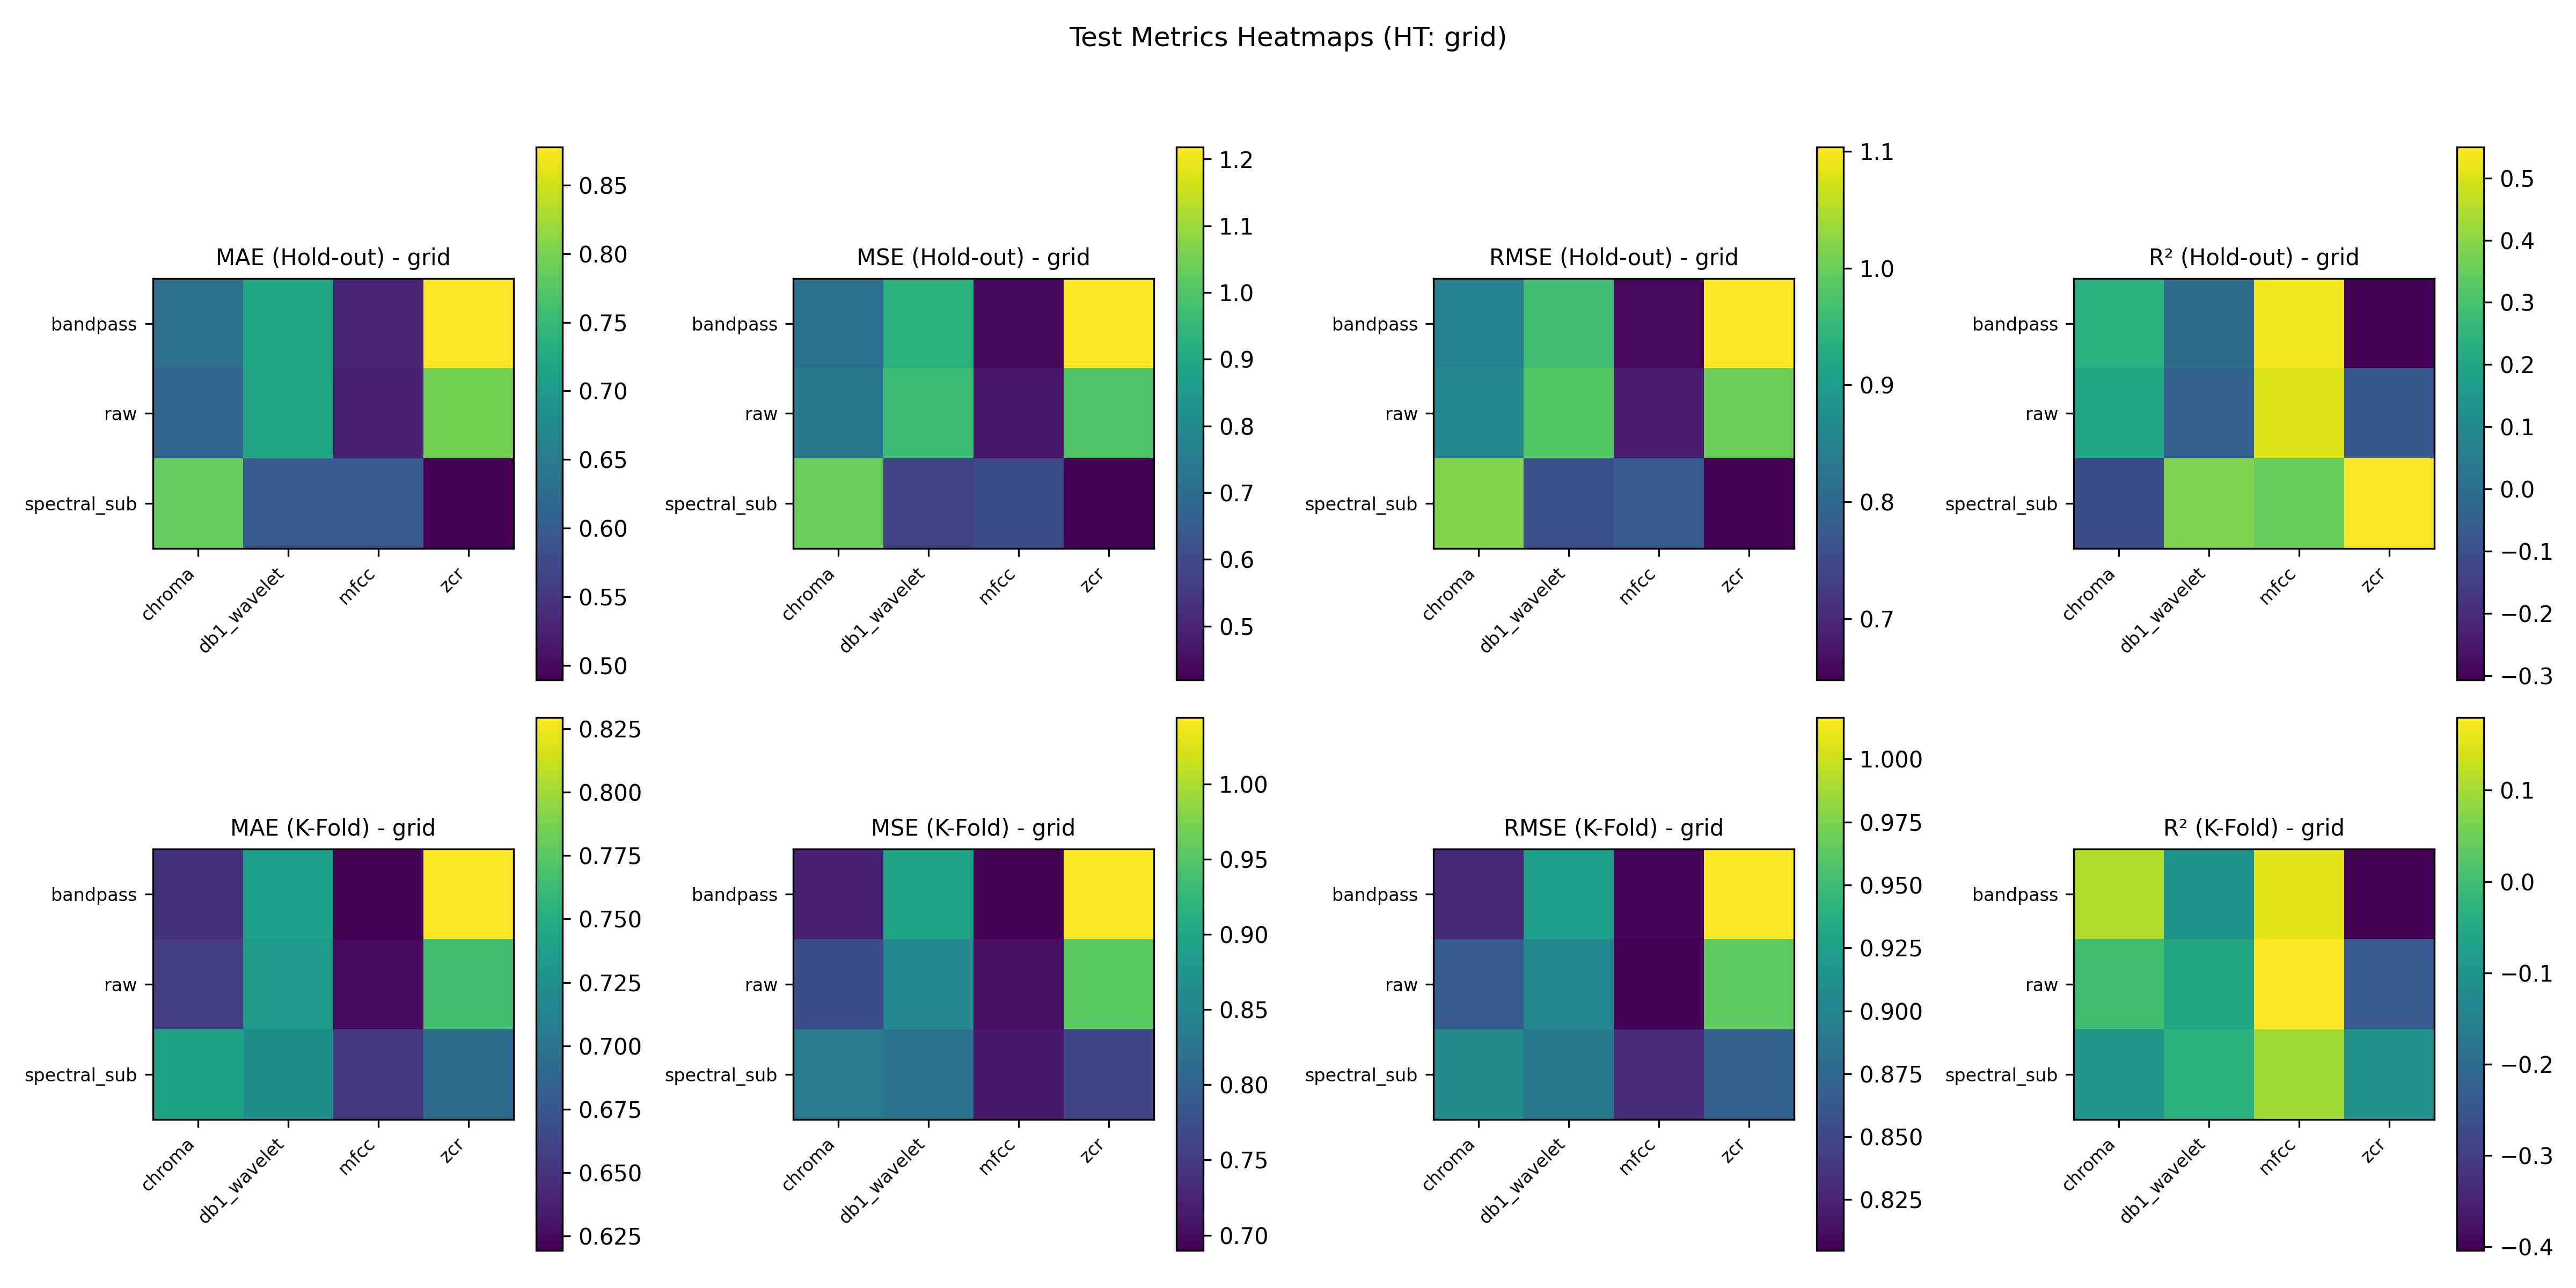 Test Metrics Heatmaps (HT: grid)
MAE (Hold-out) - grid
bandpass
raw
spectral_sub
chroma
db1_wavelet
mfcc
zcr
0.85
0.80
0.75
0.70
0.65
0.60
0.55
0.50
MSE (Hold-out) - grid
bandpass
raw
spectral_sub
chroma
db1_wavelet
mfcc
zcr
1.2
1.1
1.0
0.9
0.8
0.7
0.6
0.5
RMSE (Hold-out) - grid
bandpass
raw
spectral_sub
chroma
db1_wavelet
mfcc
zcr
1.1
1.0
0.9
0.8
0.7
R² (Hold-out) - grid
bandpass
raw
spectral_sub
chroma
db1_wavelet
mfcc
zcr
0.5
0.4
0.3
0.2
0.1
0.0
−0.1
−0.2
−0.3
MAE (K-Fold) - grid
bandpass
raw
spectral_sub
chroma
db1_wavelet
mfcc
zcr
0.825
0.800
0.775
0.750
0.725
0.700
0.675
0.650
0.625
MSE (K-Fold) - grid
bandpass
raw
spectral_sub
chroma
db1_wavelet
mfcc
zcr
1.00
0.95
0.90
0.85
0.80
0.75
0.70
RMSE (K-Fold) - grid
bandpass
raw
spectral_sub
chroma
db1_wavelet
mfcc
zcr
1.000
0.975
0.950
0.925
0.900
0.875
0.850
0.825
R² (K-Fold) - grid
bandpass
raw
spectral_sub
chroma
db1_wavelet
mfcc
zcr
0.1
0.0
−0.1
−0.2
−0.3
−0.4